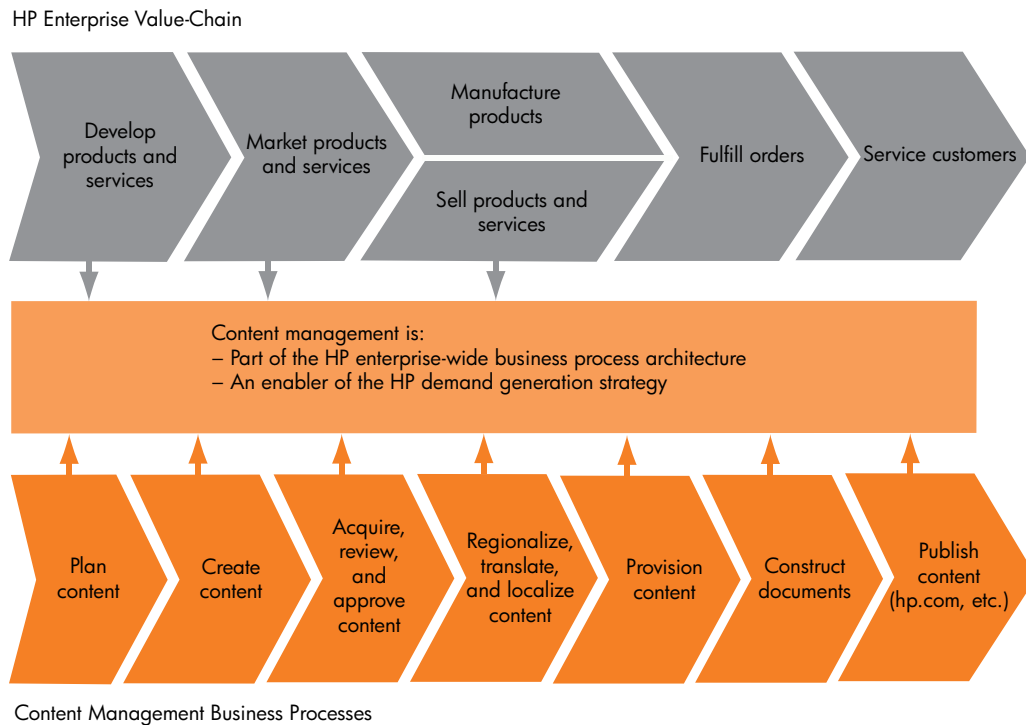 HP Enterprise Value-Chain
Develop
products and
services
Market products
and services
Manufacture
products
Sell products and
services
Fulfill orders
Service customers
Content management is:
– Part of the HP enterprise-wide business process architecture
– An enabler of the HP demand generation strategy
Plan
content
Create
content
Acquire,
review,
and
approve
content
Regionalize,
translate,
and localize
content
Provision
content
Construct
documents
Publish
content
(hp.com, etc.)
Content Management Business Processes